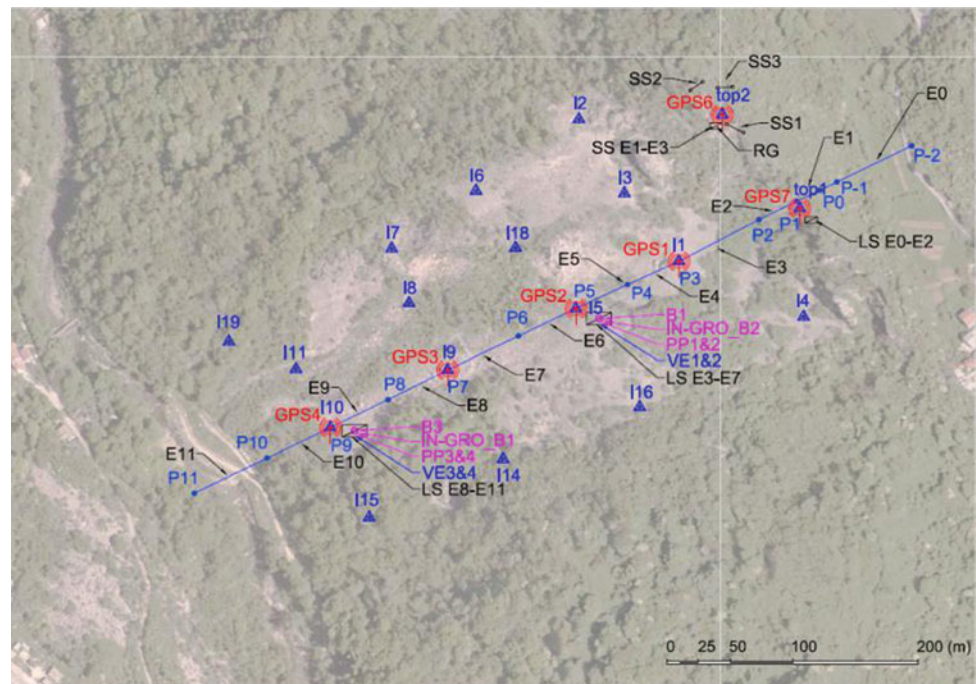 SS3
SS2
E0
GPS6
top2
I2
SS1
SS E1-E3
RG
E1
I6
I3
GPS7
top1
P-2
P-1
P0
E2
P1
P2
LS E0-E2
I7
I18
GPS1
I1
P3
E3
E5
P4
E4
I8
GPS2
P5
I5
I4
B1
IN-GRO_B2
PP1&2
VE1&2
LS E3-E7
P6
E6
I19
I11
GPS3
I9
P7
E7
E9
P8
E8
I16
GPS4
I10
P9
B3
IN-GRO_B1
PP3&4
VE3&4
LS E8-E11
I14
E11
P10
E10
P11
I15
0 25 50 100 200 (m)